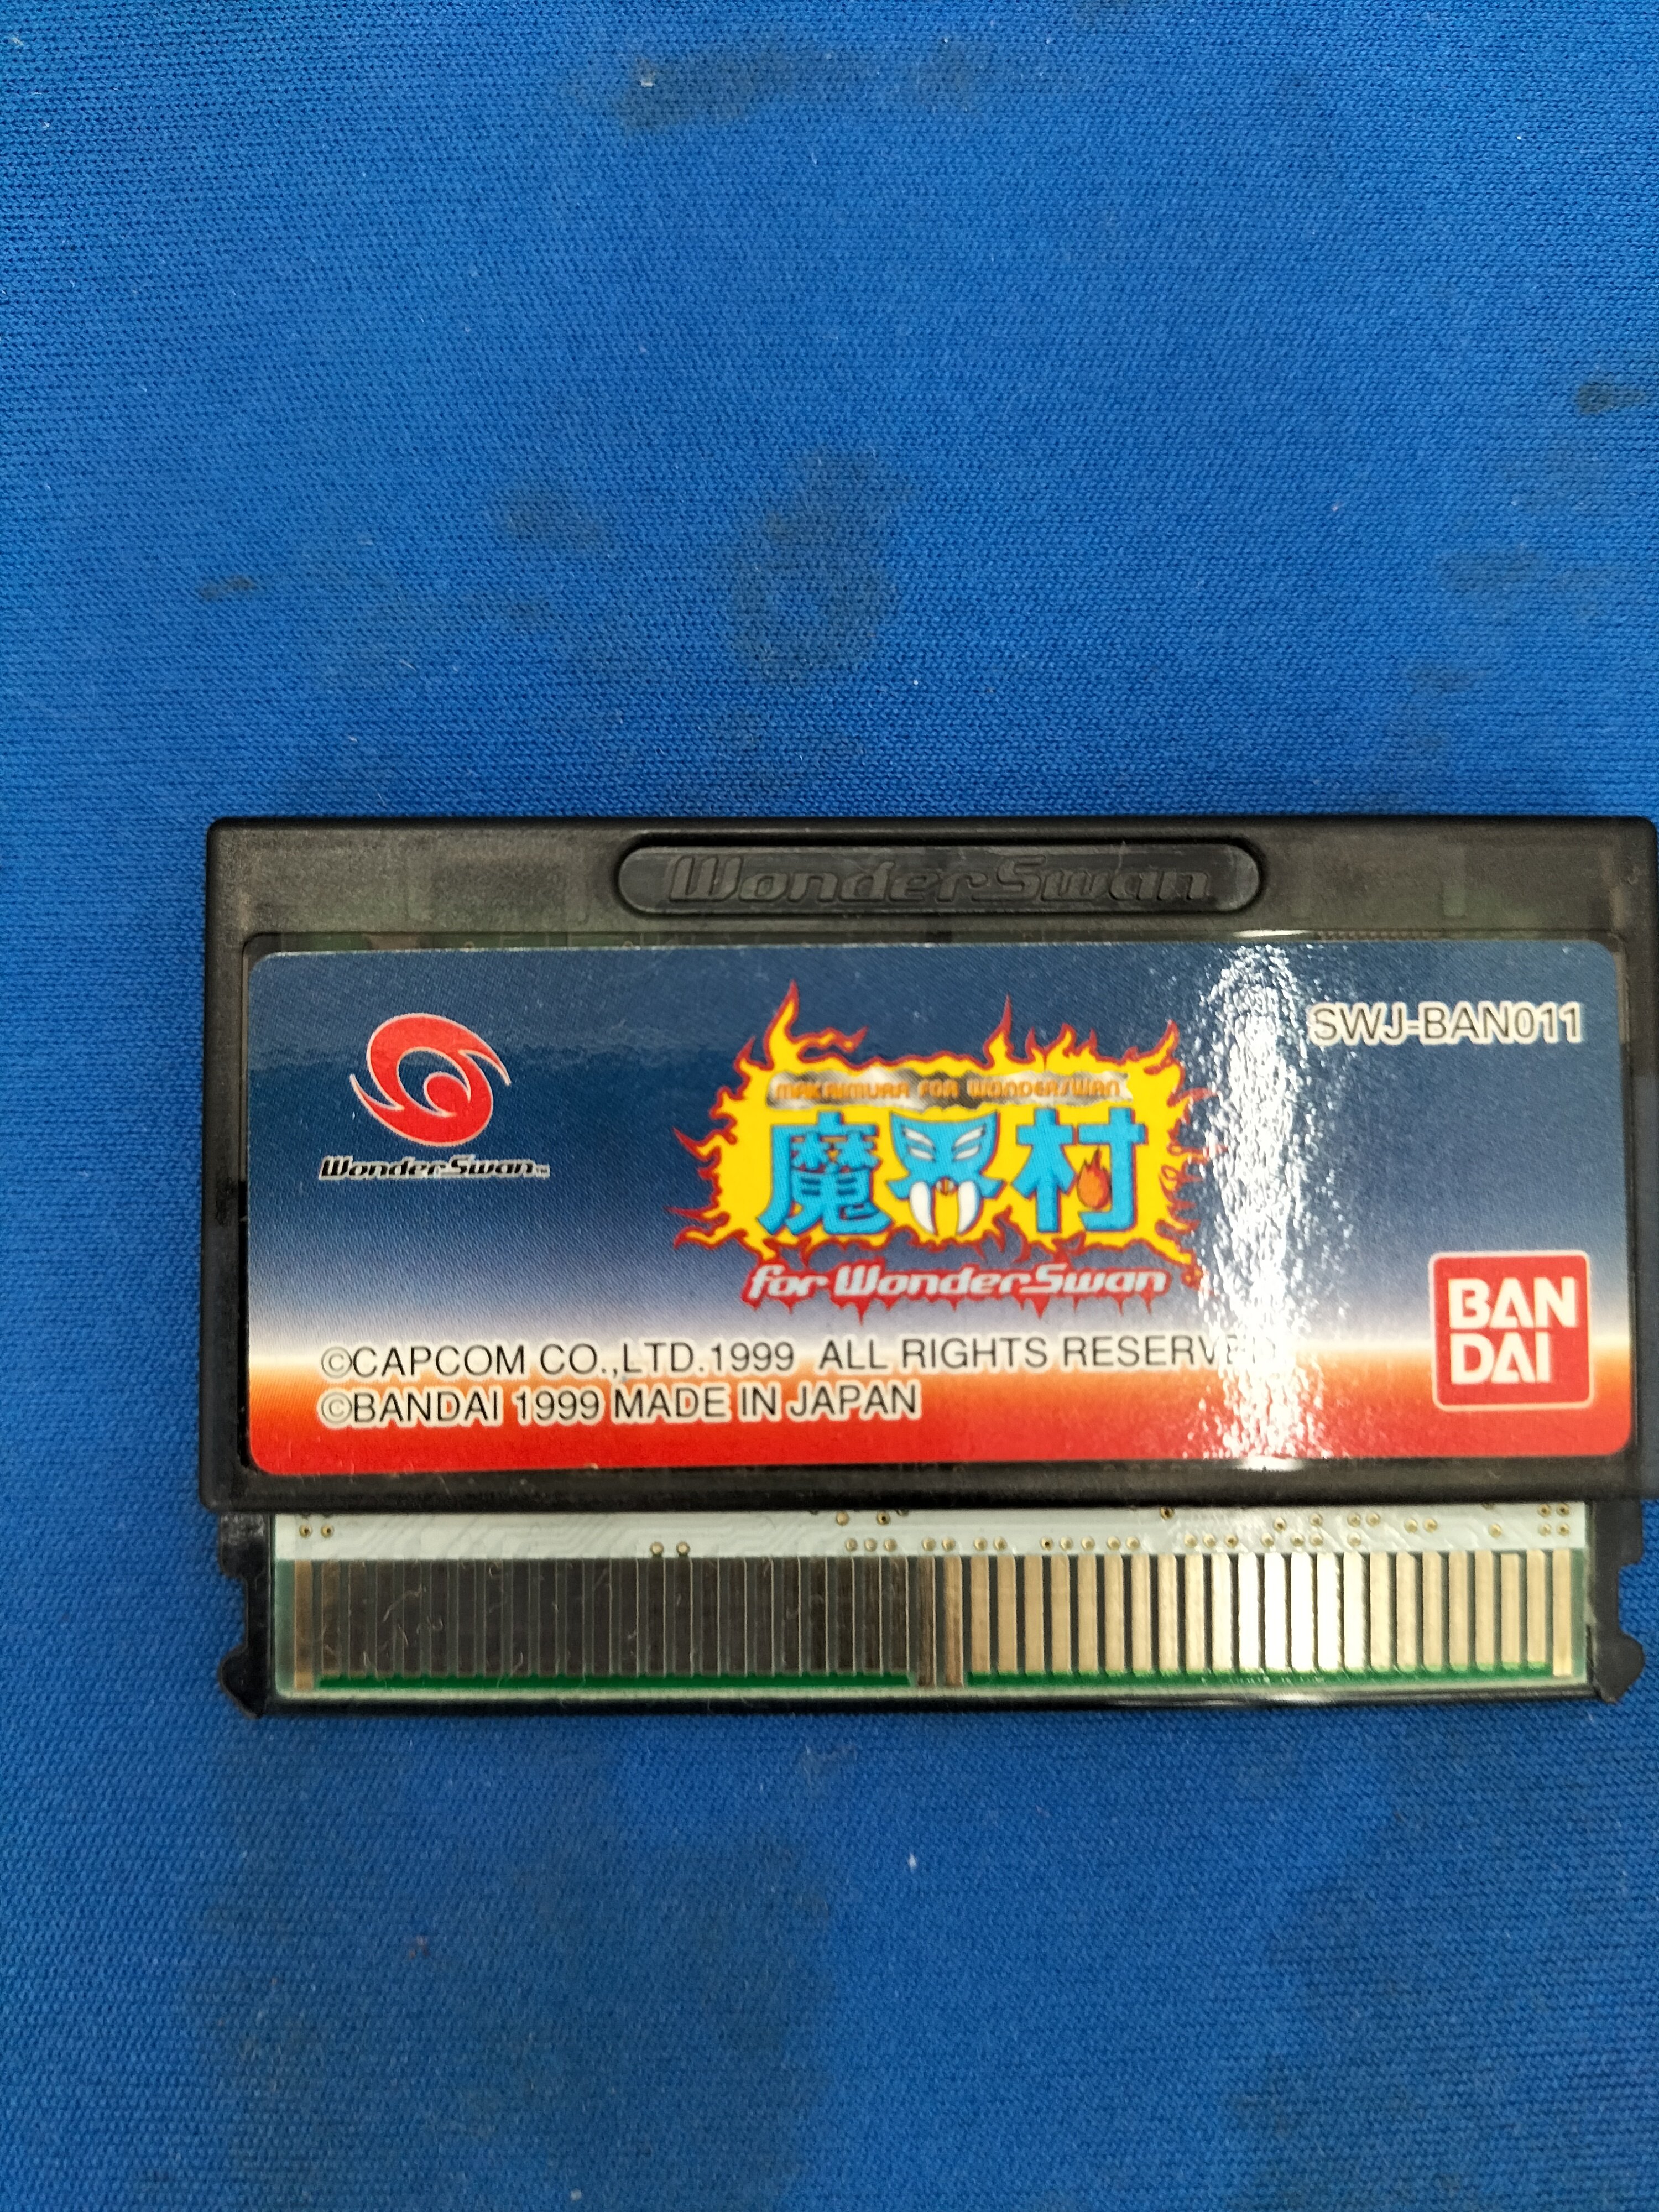 WonderSwan
SWJ-BAN011
WonderSwan™
MAKAIMURA FOR WONDERSWAN
魔界村
for WonderSwan
BAN
DAI
©CAPCOM CO.,LTD.1999 ALL RIGHTS RESERVE
©BANDAI 1999 MADE IN JAPAN